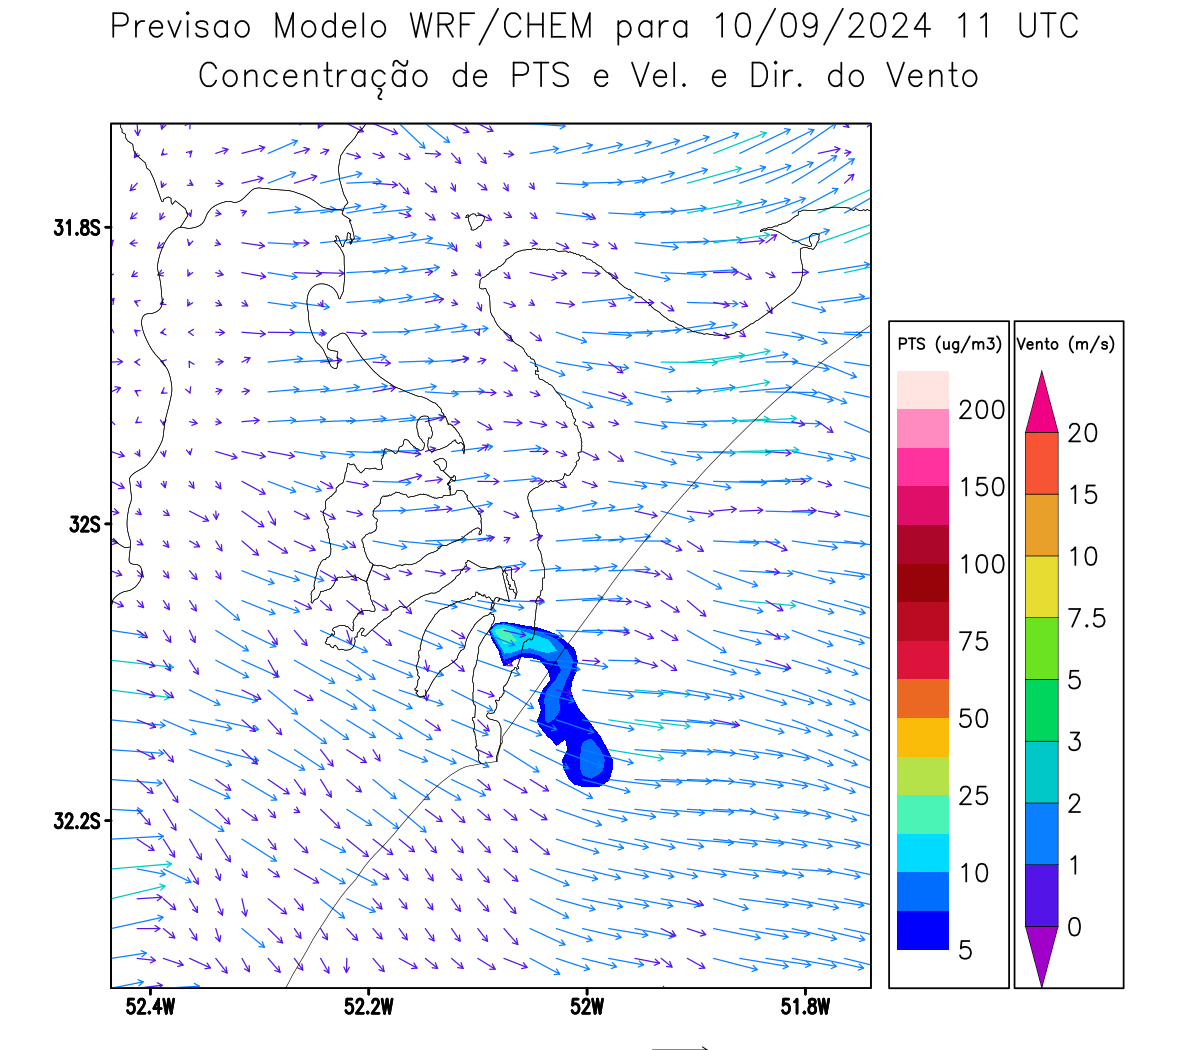 Previsao Modelo WRF/CHEM para 10/09/2024 11 UTC
Concentração de PTS e Vel. e Dir. do Vento
31.8S
32S
32.2S
52.4W
52.2W
52W
51.8W
PTS (ug/m3)
200
150
100
75
50
25
10
5
Vento (m/s)
20
15
10
7.5
5
3
2
1
0